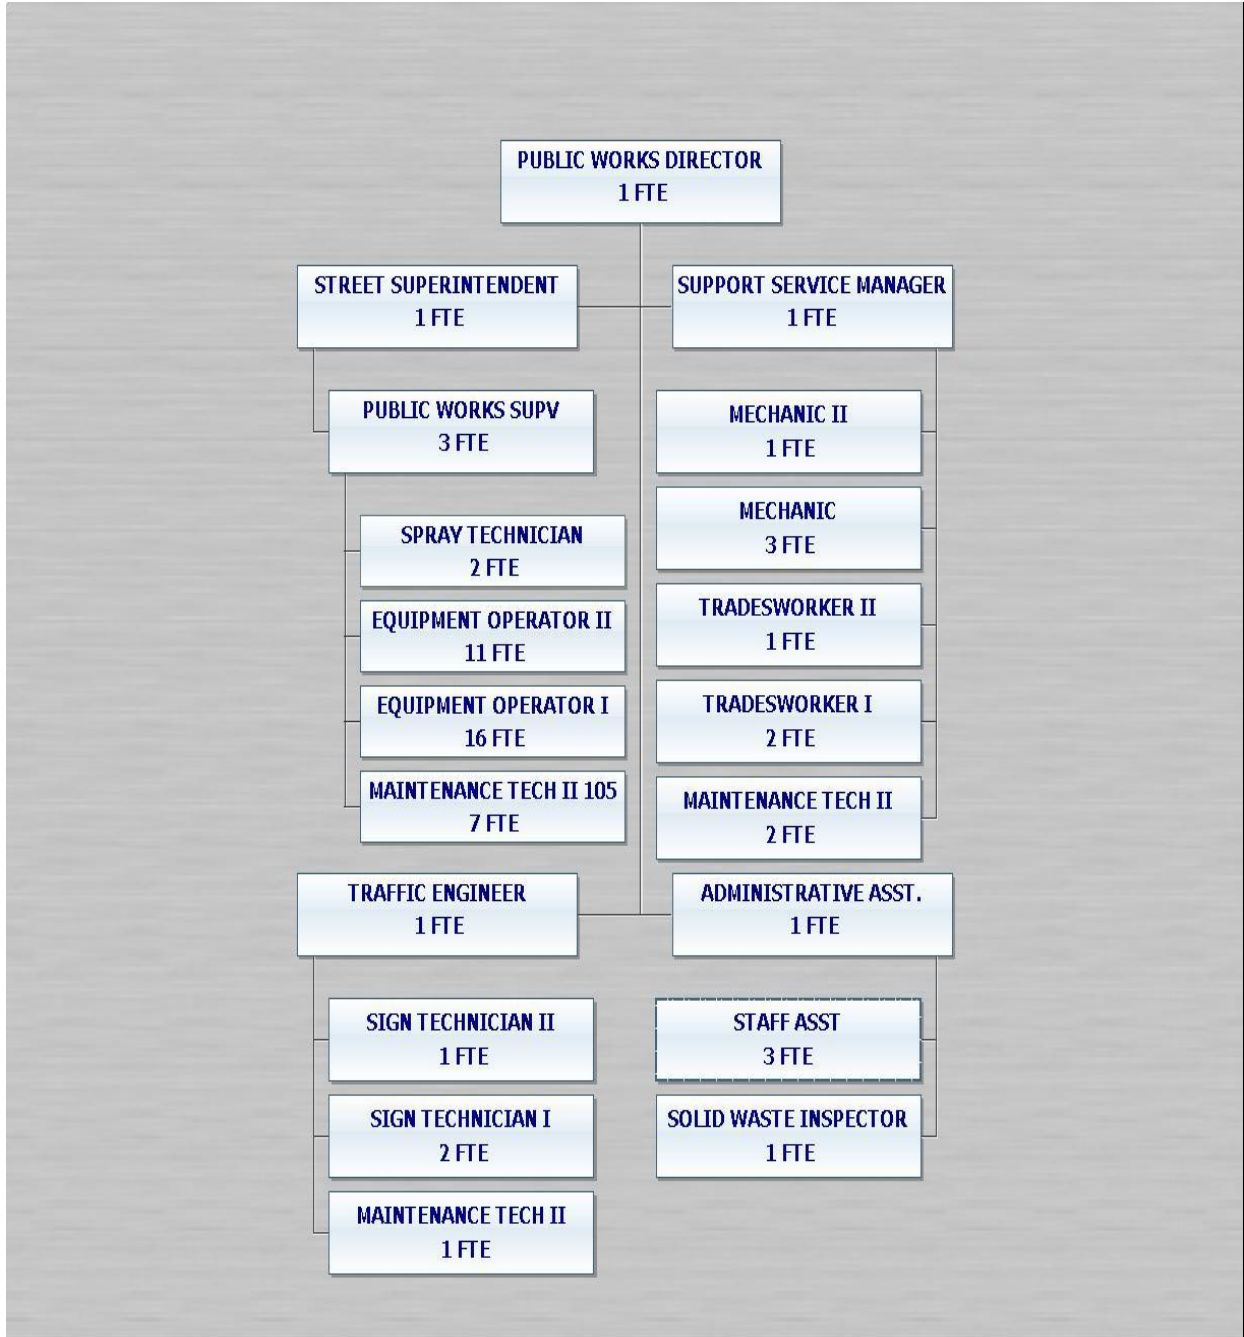 PUBLIC WORKS DIRECTOR
1 FTE
STREET SUPERINTENDENT
1 FTE
SUPPORT SERVICE MANAGER
1 FTE
PUBLIC WORKS SUPV
3 FTE
SPRAY TECHNICIAN
2 FTE
EQUIPMENT OPERATOR II
11 FTE
EQUIPMENT OPERATOR I
16 FTE
MAINTENANCE TECH II 105
7 FTE
MECHANIC II
1 FTE
MECHANIC
3 FTE
TRADESWORKER II
1 FTE
TRADESWORKER I
2 FTE
MAINTENANCE TECH II
2 FTE
TRAFFIC ENGINEER
1 FTE
ADMINISTRATIVE ASST.
1 FTE
SIGN TECHNICIAN II
1 FTE
SIGN TECHNICIAN I
2 FTE
MAINTENANCE TECH II
1 FTE
STAFF ASST
3 FTE
SOLID WASTE INSPECTOR
1 FTE